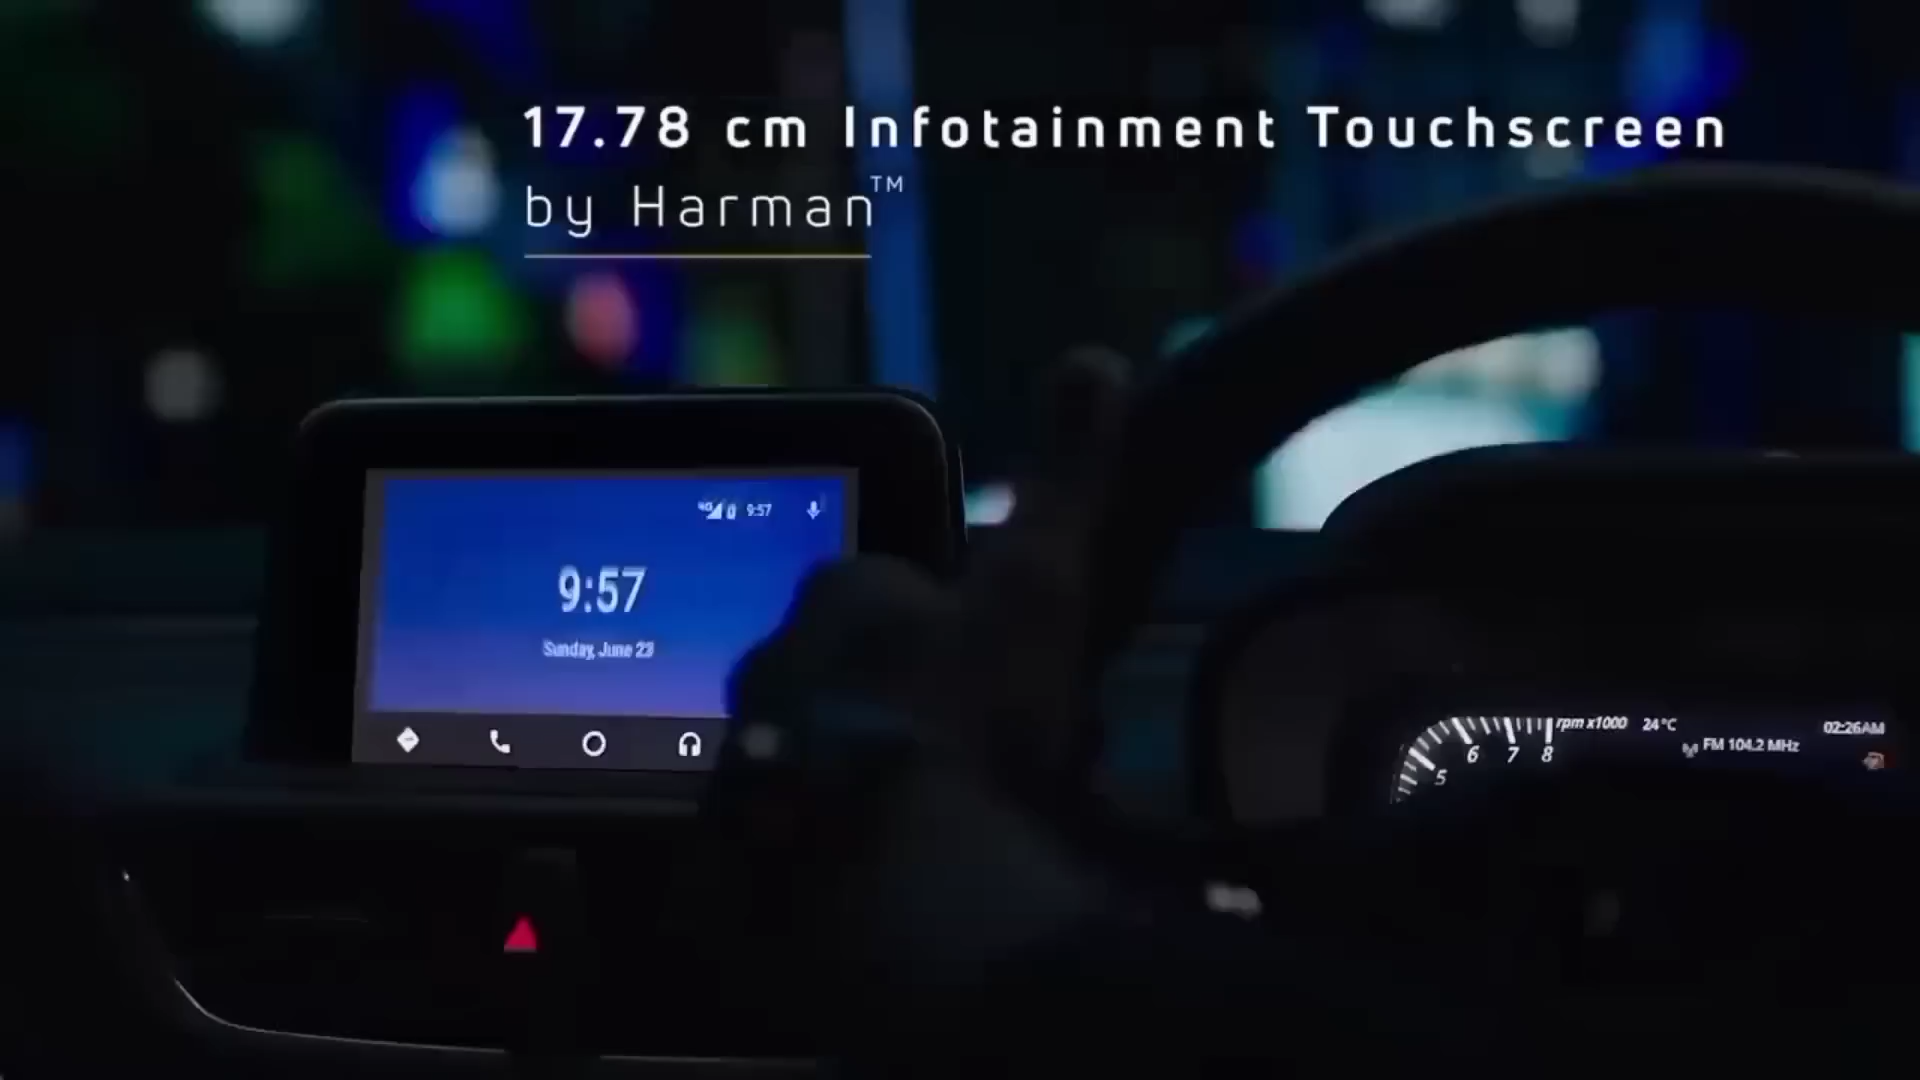 17.78 cm Infotainment Touchscreen
by Harman™
4G 9:57
9:57
Sunday, June 23
rpm x1000 24°C 02:26AM
FM 104.2 MHz
5 6 7 8